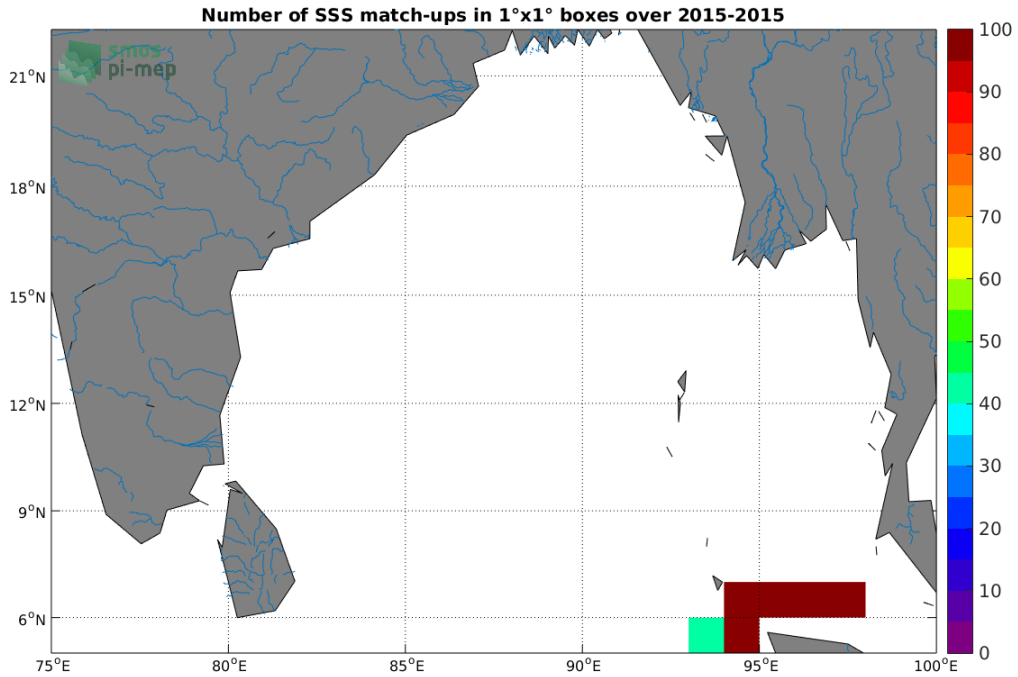 Number of SSS match-ups in 1°x1° boxes over 2015-2015
smos
pi-mep
21°N
18°N
15°N
12°N
9°N
6°N
75°E
80°E
85°E
90°E
95°E
100°E
100
90
80
70
60
50
40
30
20
10
0